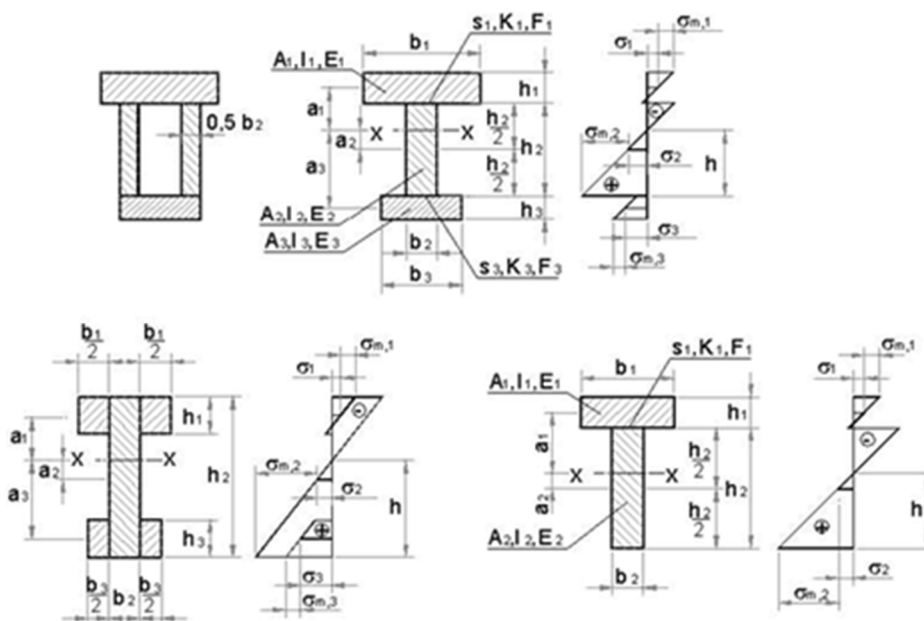 0,5 b2
A1,I1,E1
b1
s1,K1,F1
a1
a2
a3
X X
h1
h2/2
h2/2
h2
h3
A2,I2,E2
A3,I3,E3
b2
b3
s3,K3,F3
σ1
σm,1
σm,2
σ2
h
σ3
σm,3
b1/2 b1/2
a1
a2
a3
X X
h1
h2
h3
b3/2 b2 b3/2
σm,1
σ1
σm,2
σ2
h
σ3
σm,3
A1,I1,E1
b1
s1,K1,F1
a1
a2
X X
h1
h2/2
h2/2
h2
A2,I2,E2
b2
σm,1
σ1
h
σ2
σm,2